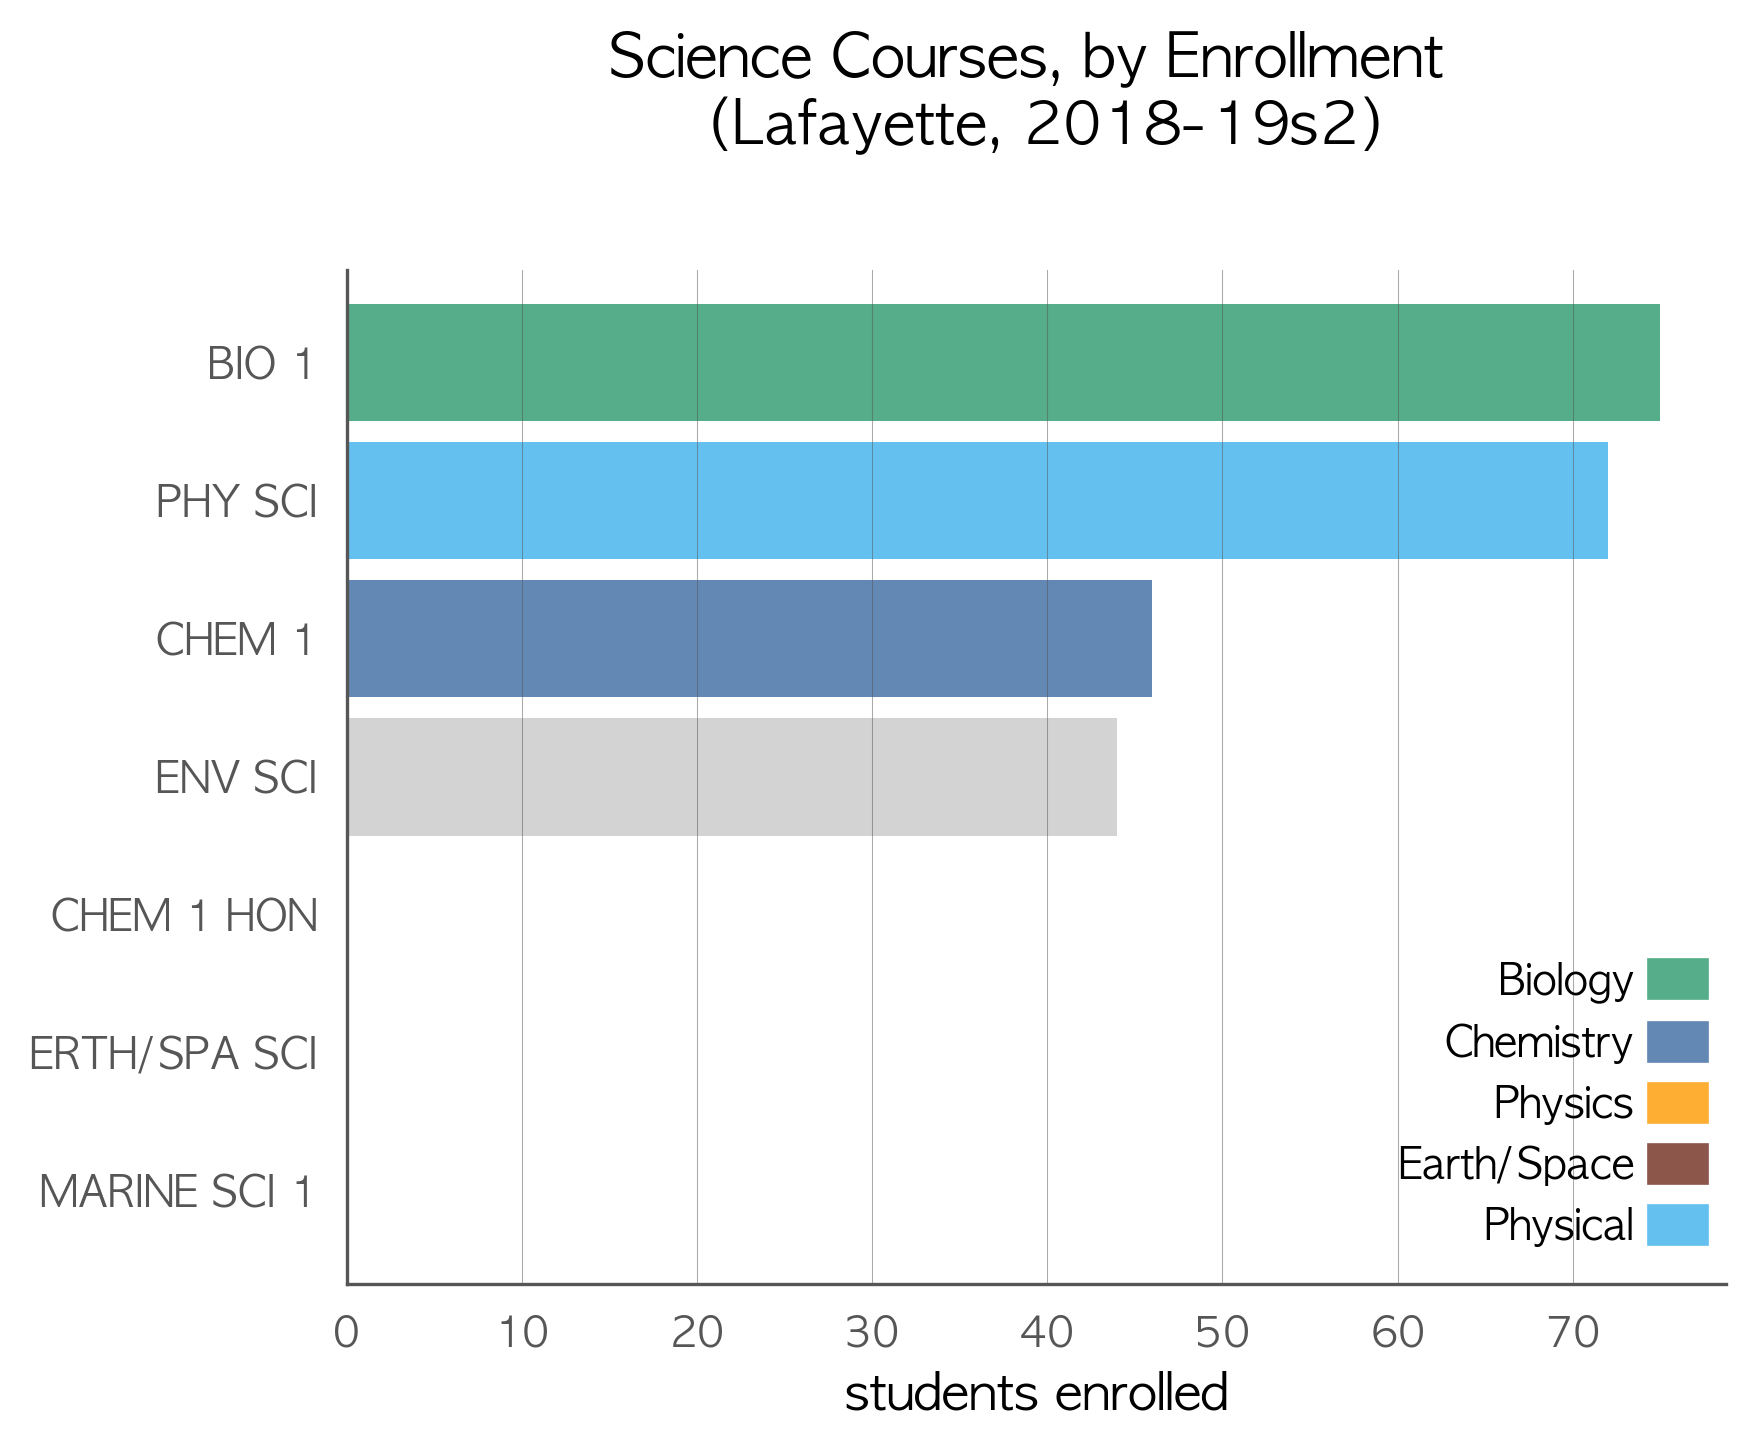 Science Courses, by Enrollment
(Lafayette, 2018-19s2)
BIO 1
PHY SCI
CHEM 1
ENV SCI
CHEM 1 HON
ERTH/SPA SCI
MARINE SCI 1
Biology
Chemistry
Physics
Earth/Space
Physical
0 10 20 30 40 50 60 70
students enrolled